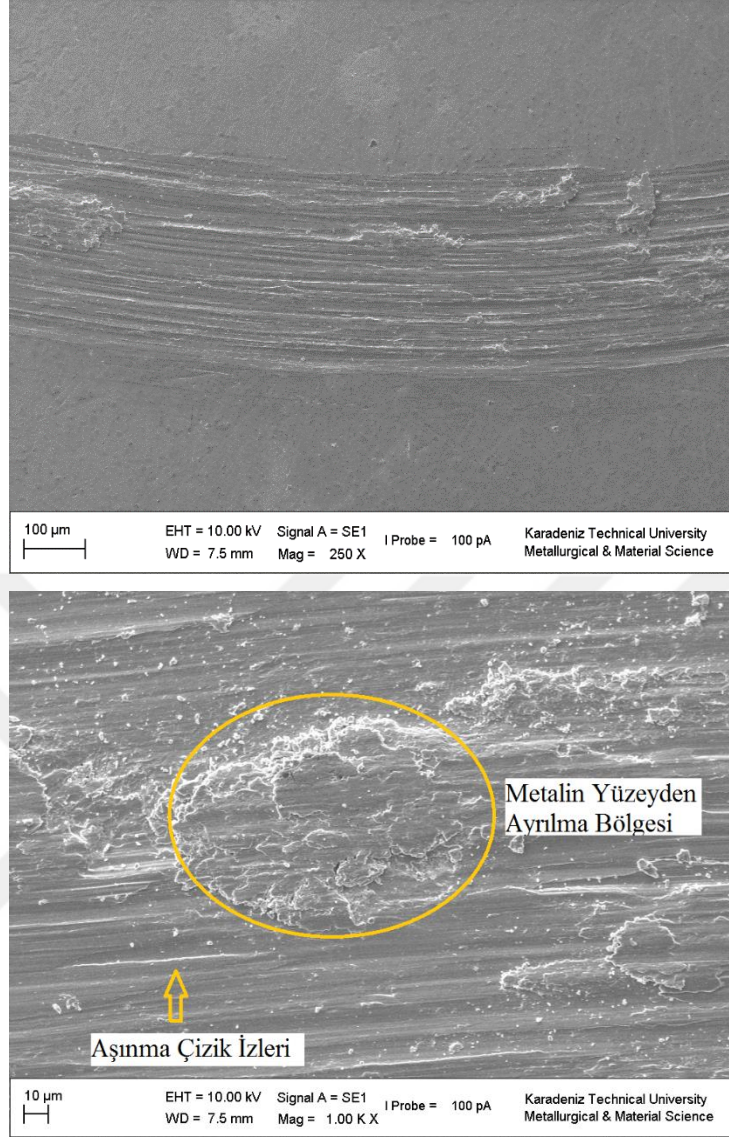 100 µm
EHT = 10.00 kV Signal A = SE1 I Probe = 100 pA Karadeniz Technical University
WD = 7.5 mm Mag = 250 X Metallurgical & Material Science
Metalin Yüzeyden
Ayrılma Bölgesi
Aşınma Çizik İzleri
10 µm
EHT = 10.00 kV Signal A = SE1 I Probe = 100 pA Karadeniz Technical University
WD = 7.5 mm Mag = 1.00 K X Metallurgical & Material Science